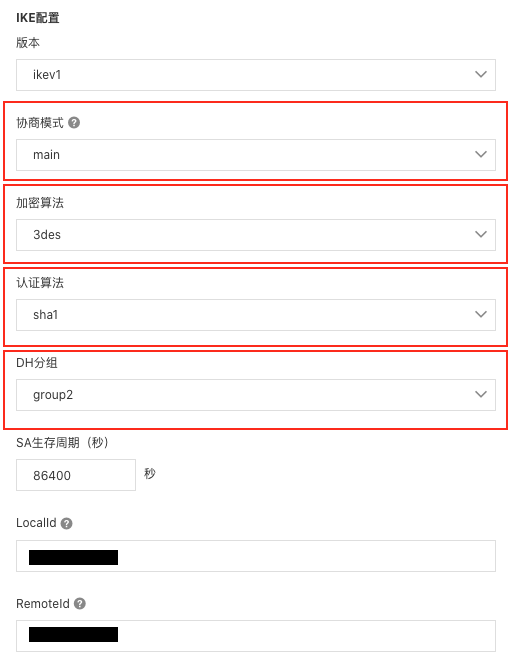 IKE配置
版本
ikev1
协商模式 ?
main
加密算法
3des
认证算法
sha1
DH分组
group2
SA生存周期（秒）
86400 秒
LocalId ?
RemoteId ?